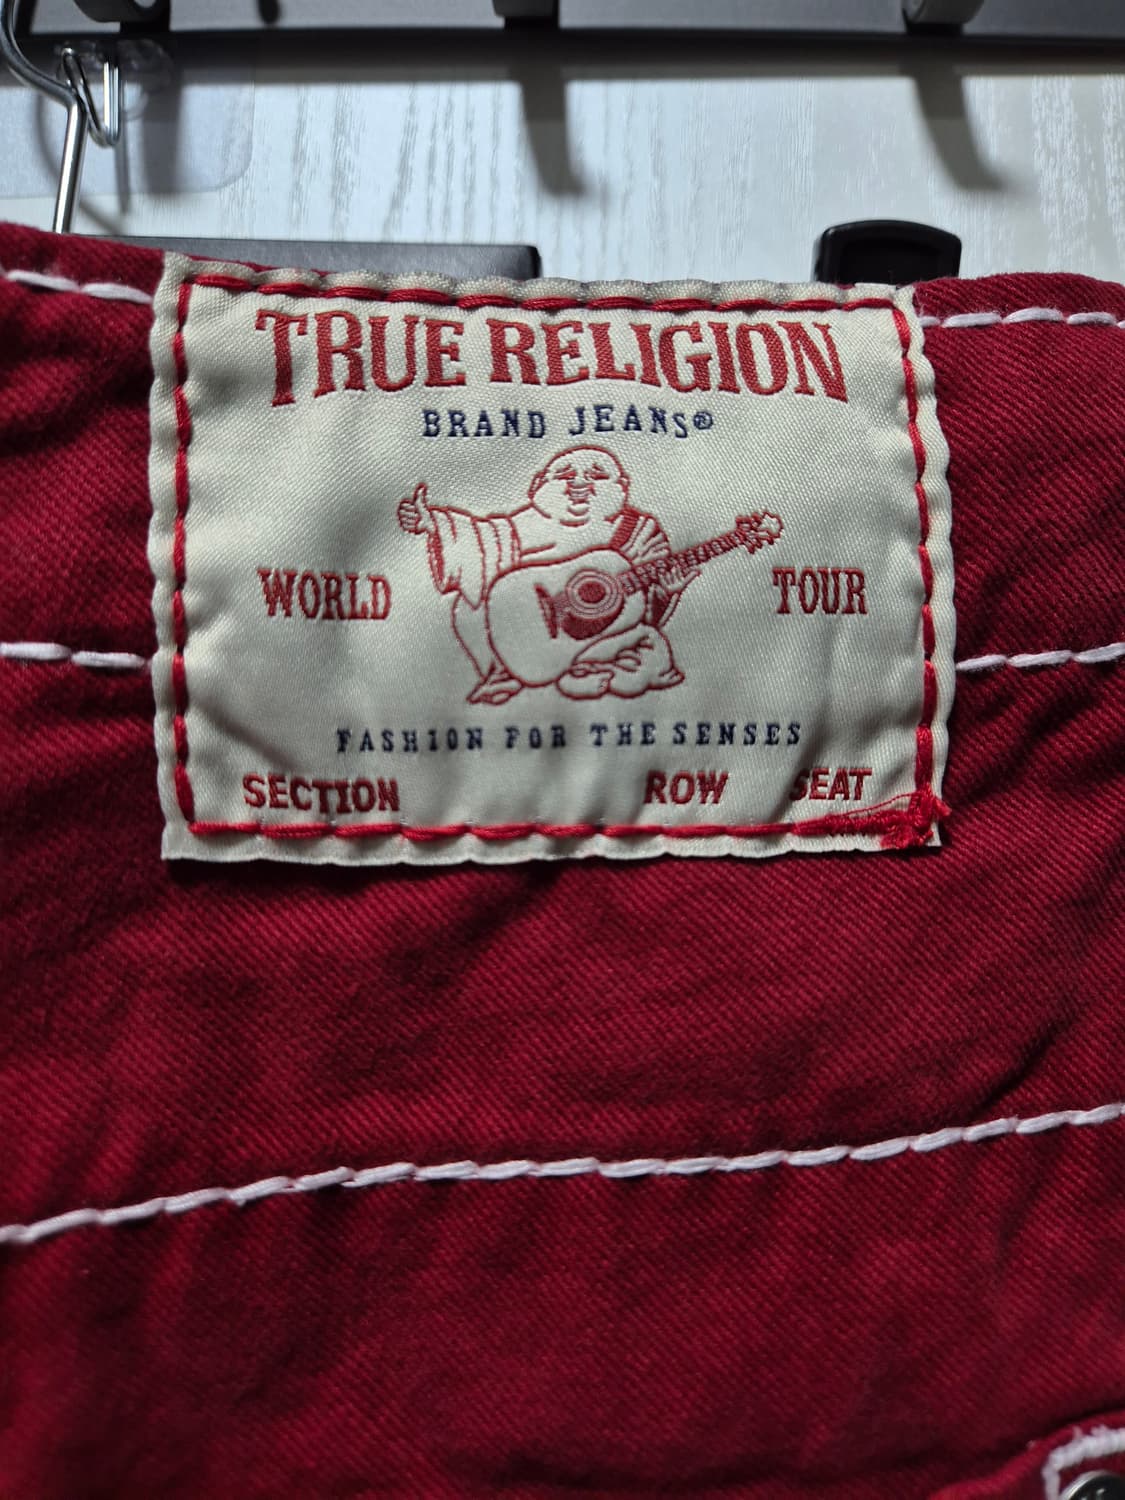 TRUE RELIGION
BRAND JEANS®
WORLD TOUR
FASHION FOR THE SENSES
SECTION ROW SEAT